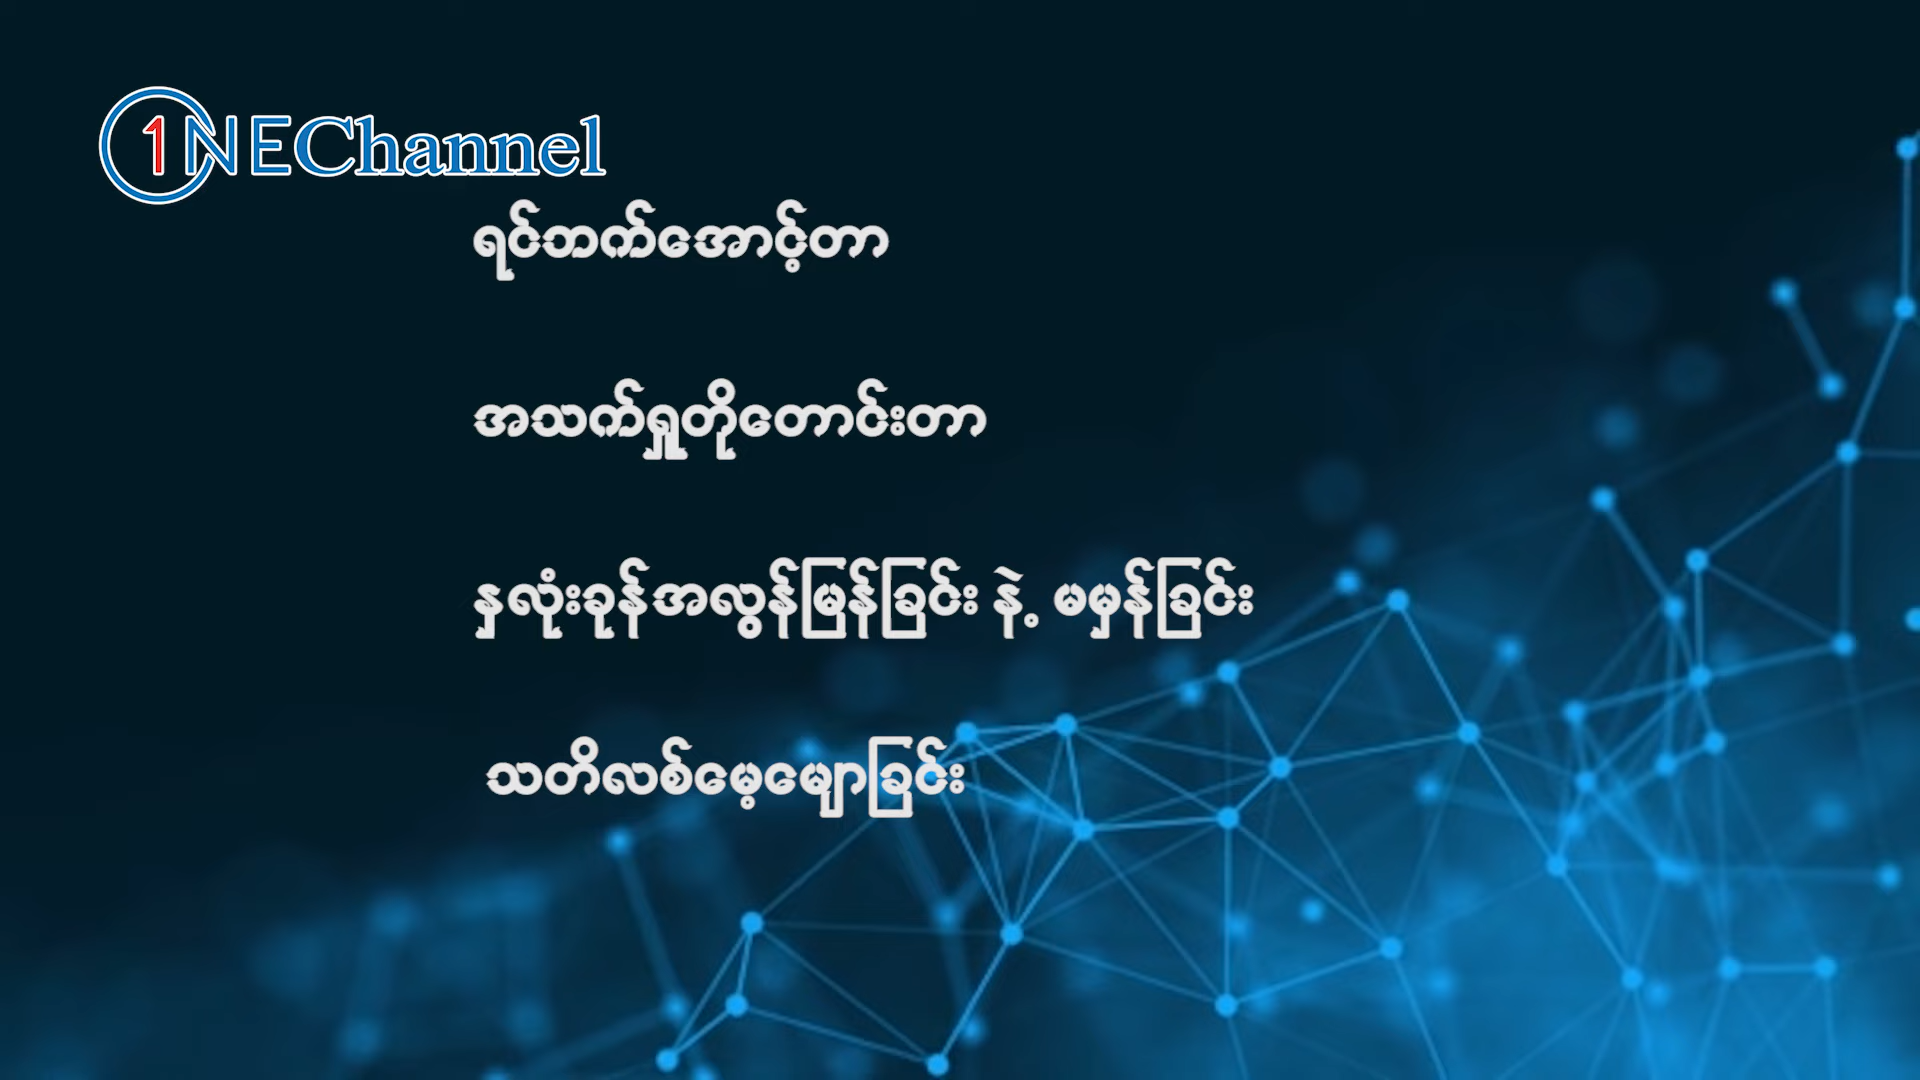 1NEChannel
ရင်ဘက်အောင့်တာ
အသက်ရှူတိုတောင်းတာ
နှလုံးခုန်အလွန်မြန်ခြင်း နဲ့ မမှန်ခြင်း
သတိလစ်မေ့မျောခြင်း